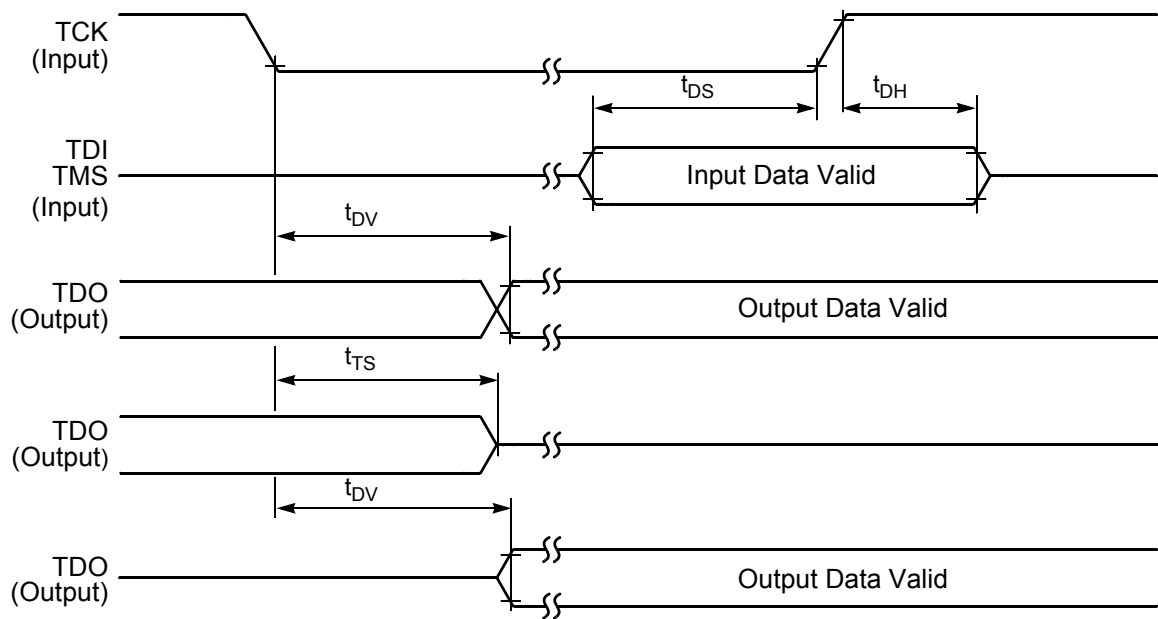 TCK
(Input)
tDS
tDH
TDI
TMS
(Input)
Input Data Valid
tDV
TDO
(Output)
Output Data Valid
tTS
TDO
(Output)
tDV
TDO
(Output)
Output Data Valid